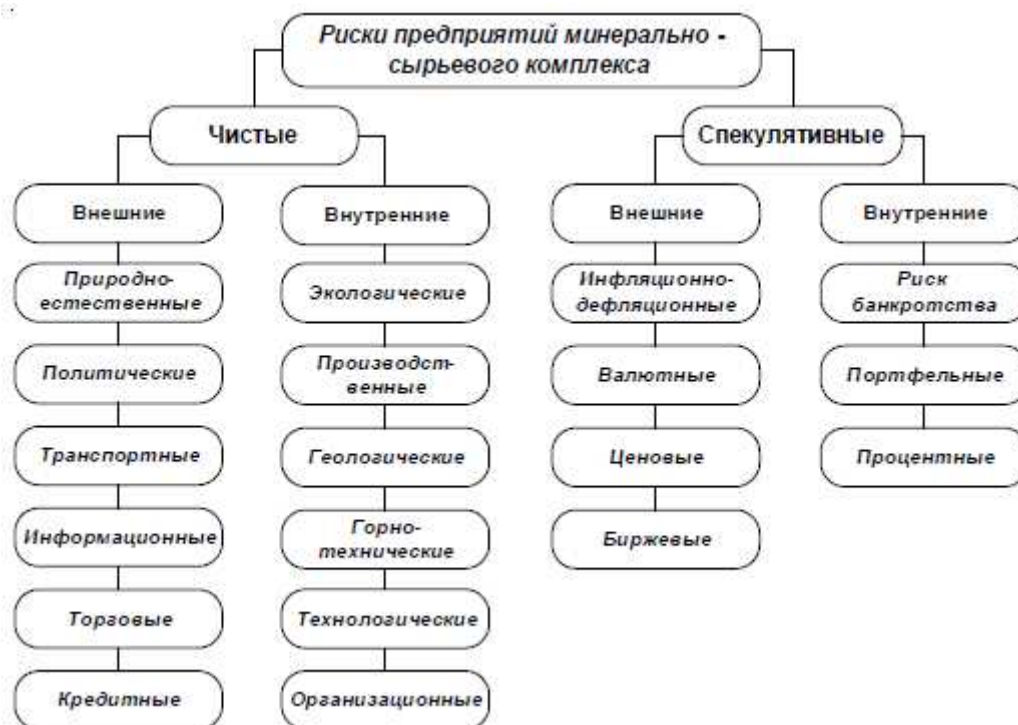 Риски предприятий минерально -
сырьевого комплекса
Чистые
Спекулятивные
Внешние
Внутренние
Внешние
Внутренние
Природно-
естественные
Экологические
Инфляционно-
дефляционные
Риск
банкротства
Политические
Производст-
венные
Валютные
Портфельные
Транспортные
Геологические
Ценовые
Процентные
Информационные
Горно-
технические
Биржевые
Торговые
Технологические
Кредитные
Организационные